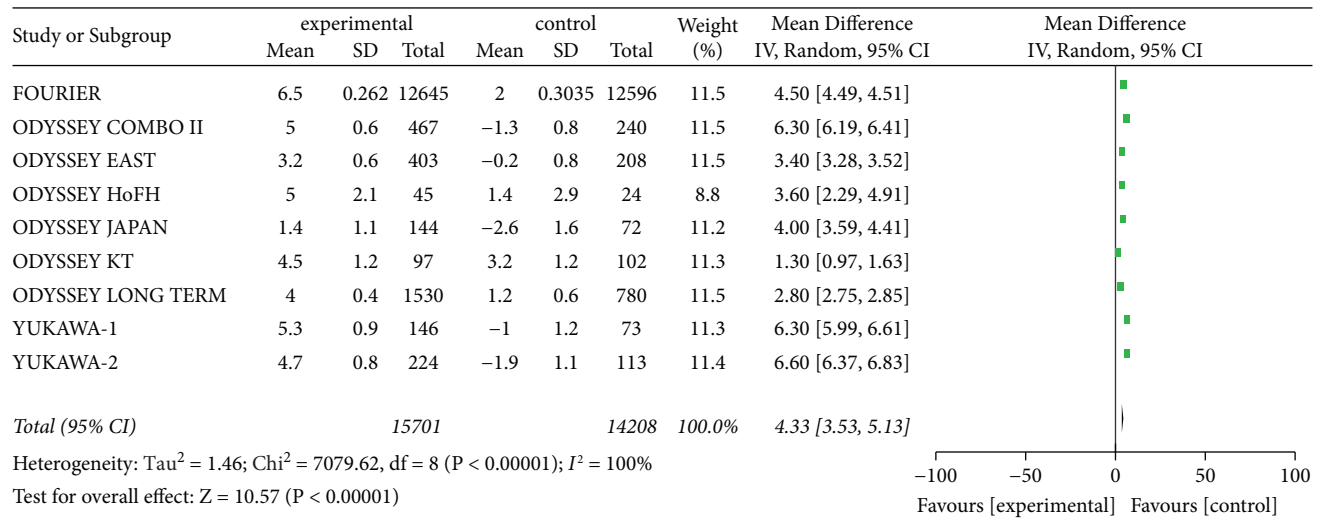 Study or Subgroup experimental control Weight (%) Mean Difference IV, Random, 95% CI Mean Difference IV, Random, 95% CI
Mean SD Total Mean SD Total
FOURIER 6.5 0.262 12645 2 0.3035 12596 11.5 4.50 [4.49, 4.51]
ODYSSEY COMBO II 5 0.6 467 −1.3 0.8 240 11.5 6.30 [6.19, 6.41]
ODYSSEY EAST 3.2 0.6 403 −0.2 0.8 208 11.5 3.40 [3.28, 3.52]
ODYSSEY HoFH 5 2.1 45 1.4 2.9 24 8.8 3.60 [2.29, 4.91]
ODYSSEY JAPAN 1.4 1.1 144 −2.6 1.6 72 11.2 4.00 [3.59, 4.41]
ODYSSEY KT 4.5 1.2 97 3.2 1.2 102 11.3 1.30 [0.97, 1.63]
ODYSSEY LONG TERM 4 0.4 1530 1.2 0.6 780 11.5 2.80 [2.75, 2.85]
YUKAWA-1 5.3 0.9 146 −1 1.2 73 11.3 6.30 [5.99, 6.61]
YUKAWA-2 4.7 0.8 224 −1.9 1.1 113 11.4 6.60 [6.37, 6.83]
Total (95% CI) 15701 14208 100.0% 4.33 [3.53, 5.13]
Heterogeneity: Tau² = 1.46; Chi² = 7079.62, df = 8 (P < 0.00001); I² = 100%
Test for overall effect: Z = 10.57 (P < 0.00001)
−100 −50 0 50 100
Favours [experimental] Favours [control]